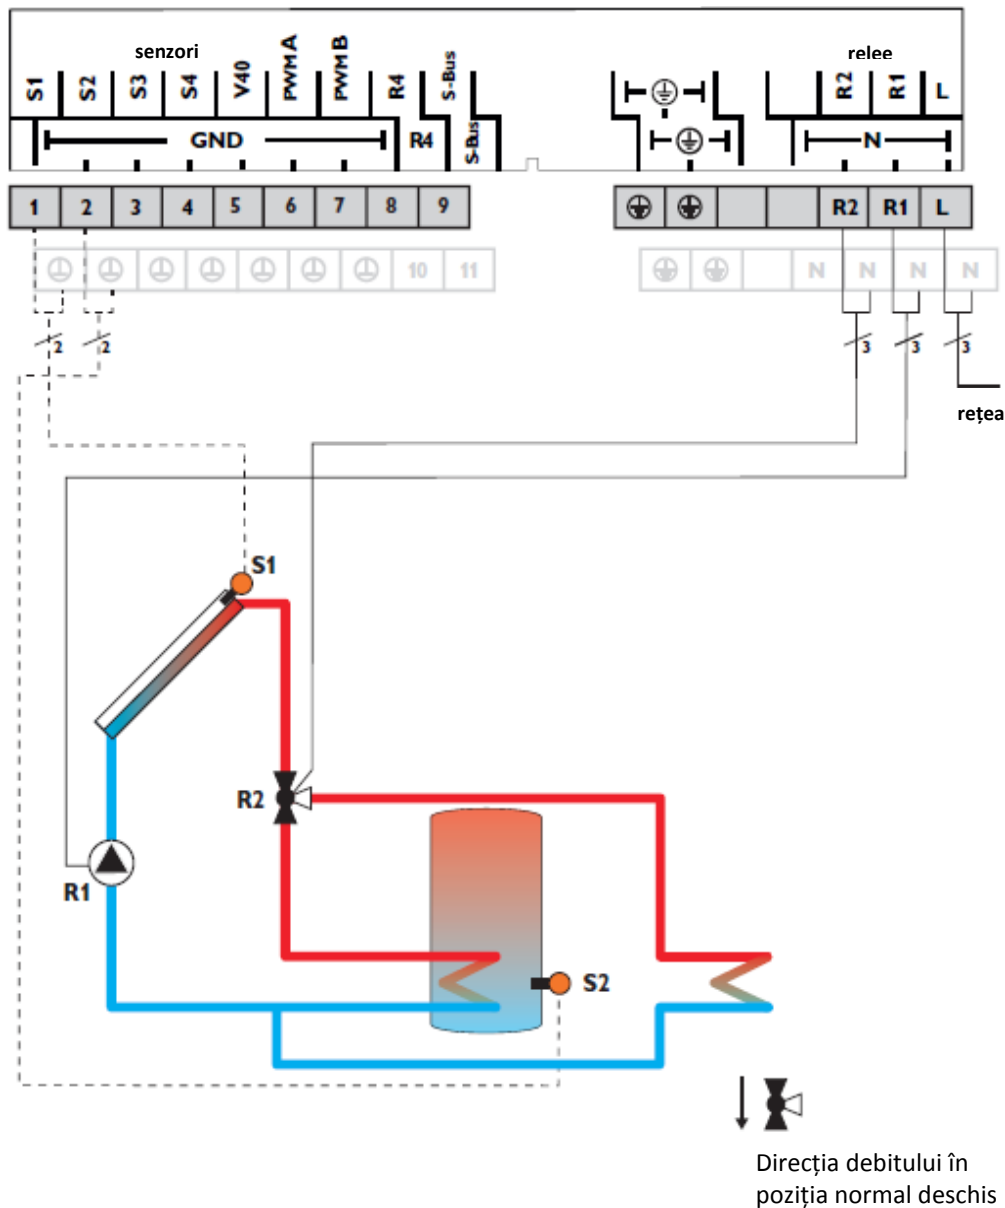 senzori
relee
S1 S2 S3 S4 V40 PWM A PWM B R4 S-Bus
R2 R1 L
GND
R4 S-Bus
N
1 2 3 4 5 6 7 8 9
R2 R1 L
10 11
N N N N
2 2
3 3 3
rețea
S1
R2
R1
S2
Direcția debitului în
poziția normal deschis